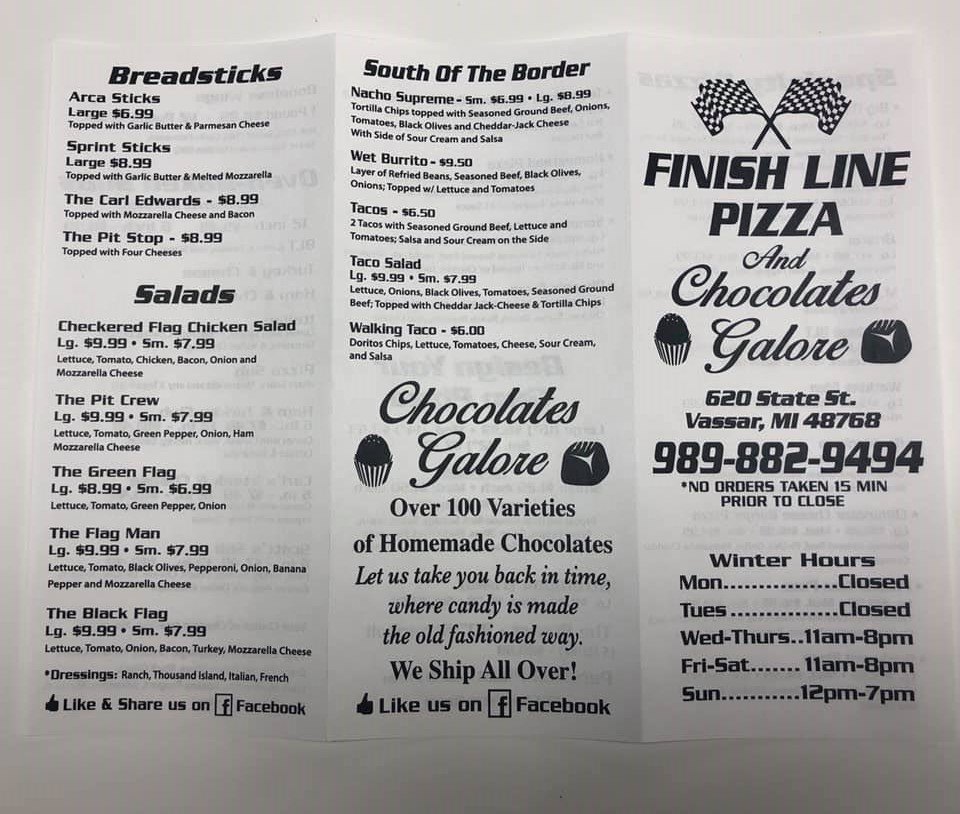 Breadsticks
Arca Sticks
Large $6.99
Topped with Garlic Butter & Parmesan Cheese
Sprint Sticks
Large $8.99
Topped with Garlic Butter & Melted Mozzarella
The Carl Edwards - $8.99
Topped with Mozzarella Cheese and Bacon
The Pit Stop - $8.99
Topped with Four Cheeses
Salads
Checkered Flag Chicken Salad
Lg. $9.99 • Sm. $7.99
Lettuce, Tomato, Chicken, Bacon, Onion and
Mozzarella Cheese
The Pit Crew
Lg. $9.99 • Sm. $7.99
Lettuce, Tomato, Green Pepper, Onion, Ham
Mozzarella Cheese
The Green Flag
Lg. $8.99 • Sm. $6.99
Lettuce, Tomato, Green Pepper, Onion
The Flag Man
Lg. $9.99 • Sm. $7.99
Lettuce, Tomato, Black Olives, Pepperoni, Onion, Banana
Pepper and Mozzarella Cheese
The Black Flag
Lg. $9.99 • Sm. $7.99
Lettuce, Tomato, Onion, Bacon, Turkey, Mozzarella Cheese
*Dressings: Ranch, Thousand Island, Italian, French
Like & Share us on f Facebook
South Of The Border
Nacho Supreme - Sm. $6.99 • Lg. $8.99
Tortilla Chips topped with Seasoned Ground Beef, Onions,
Tomatoes, Black Olives and Cheddar-Jack Cheese
With Side of Sour Cream and Salsa
Wet Burrito - $9.50
Layer of Refried Beans, Seasoned Beef, Black Olives,
Onions; Topped w/ Lettuce and Tomatoes
Tacos - $6.50
2 Tacos with Seasoned Ground Beef, Lettuce and
Tomatoes; Salsa and Sour Cream on the Side
Taco Salad
Lg. $9.99 • Sm. $7.99
Lettuce, Onions, Black Olives, Tomatoes, Seasoned Ground
Beef; Topped with Cheddar Jack-Cheese & Tortilla Chips
Walking Taco - $6.00
Doritos Chips, Lettuce, Tomatoes, Cheese, Sour Cream,
and Salsa
Chocolates
Galore
Over 100 Varieties
of Homemade Chocolates
Let us take you back in time,
where candy is made
the old fashioned way.
We Ship All Over!
Like us on f Facebook
FINISH LINE
PIZZA
And
Chocolates
Galore
620 State St.
Vassar, MI 48768
989-882-9494
*NO ORDERS TAKEN 15 MIN
PRIOR TO CLOSE
Winter Hours
Mon................Closed
Tues...............Closed
Wed-Thurs..11am-8pm
Fri-Sat....... 11am-8pm
Sun...........12pm-7pm